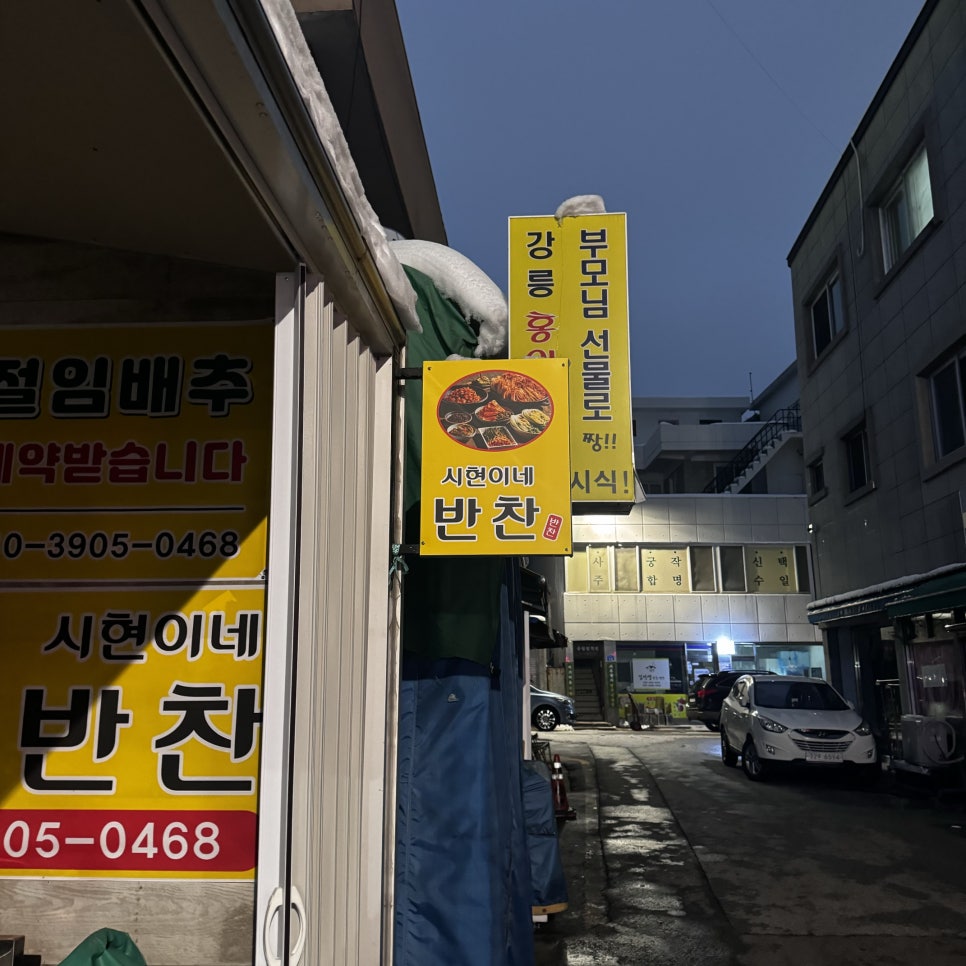 절임배추
예약받습니다
0-3905-0468
시현이네
반찬
05-0468
시현이네
반찬
반찬
강릉
부모님 선물로
짱!!
시식!
사주
궁합
작명
신수
택일